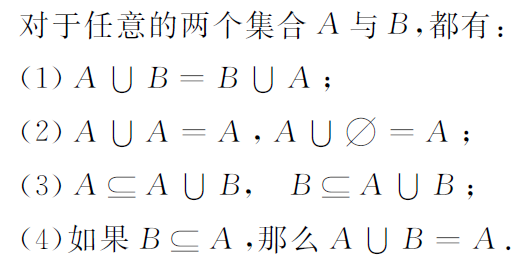 对于任意的两个集合 A 与 B,都有:
(1) A ∪ B = B ∪ A ;
(2) A ∪ A = A , A ∪ ∅ = A ;
(3) A ⊆ A ∪ B, B ⊆ A ∪ B ;
(4)如果 B ⊆ A ,那么 A ∪ B = A .